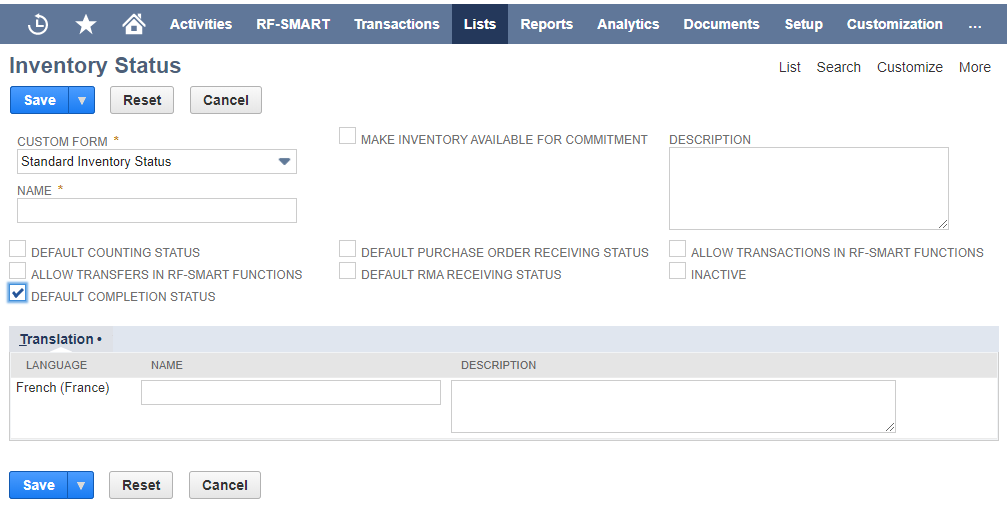 Activities RF-SMART Transactions Lists Reports Analytics Documents Setup Customization ...
Inventory Status
List Search Customize More
Save Reset Cancel
CUSTOM FORM *
Standard Inventory Status
NAME *
MAKE INVENTORY AVAILABLE FOR COMMITMENT
DESCRIPTION
DEFAULT COUNTING STATUS
ALLOW TRANSFERS IN RF-SMART FUNCTIONS
DEFAULT COMPLETION STATUS
DEFAULT PURCHASE ORDER RECEIVING STATUS
DEFAULT RMA RECEIVING STATUS
ALLOW TRANSACTIONS IN RF-SMART FUNCTIONS
INACTIVE
Translation •
LANGUAGE NAME DESCRIPTION
French (France)
Save Reset Cancel